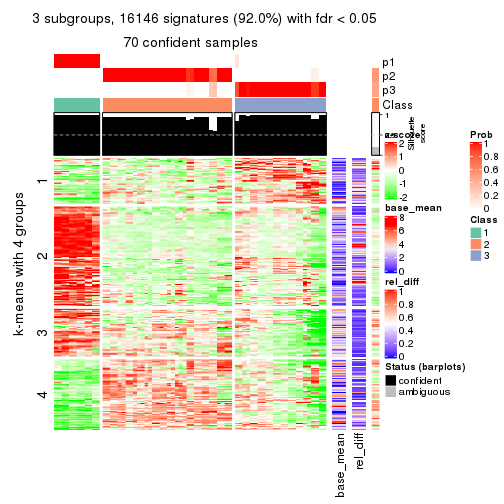 3 subgroups, 16146 signatures (92.0%) with fdr < 0.05
70 confident samples
p1
p2
p3
Class
1
0
Silhouette
score
k-means with 4 groups
1
2
3
4
base_mean
rel_diff
z-score
2
1
0
-1
-2
base_mean
8
6
4
2
0
rel_diff
1
0.8
0.6
0.4
0.2
0
Status (barplots)
confident
ambiguous
Prob
1
0.8
0.6
0.4
0.2
0
Class
1
2
3